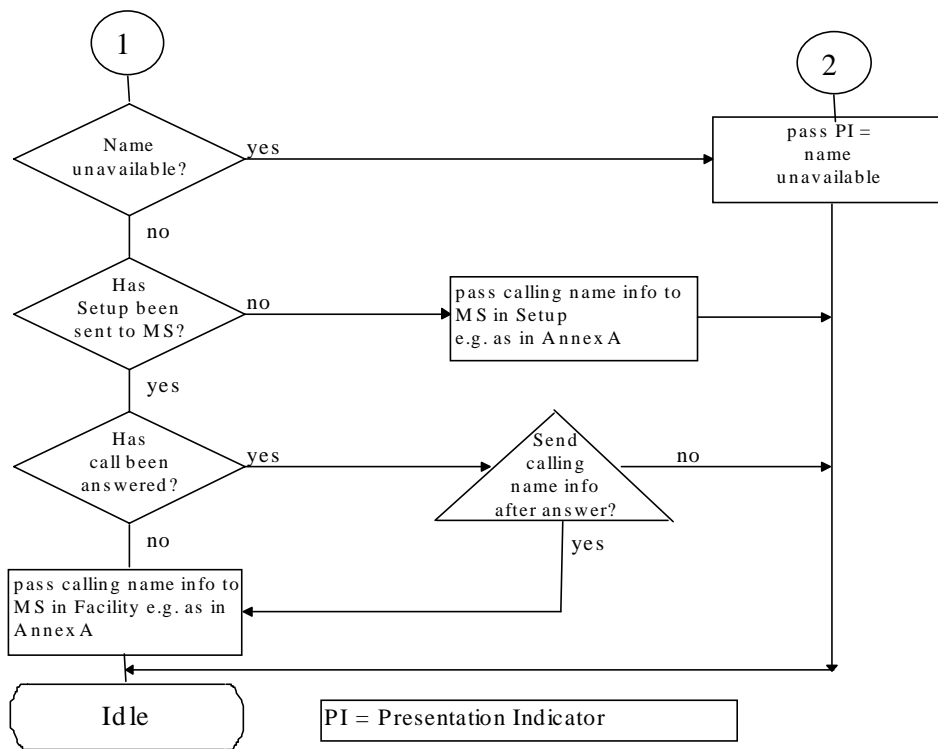 1
2
Name
unavailable?
yes
pass PI =
name
unavailable
no
Has
Setup been
sent to MS?
no
pass calling name info to
MS in Setup
e.g. as in Annex A
yes
Has
call been
answered?
yes
Send
calling
name info
after answer?
no
no
yes
pass calling name info to
MS in Facility e.g. as in
Annex A
Idle
PI = Presentation Indicator